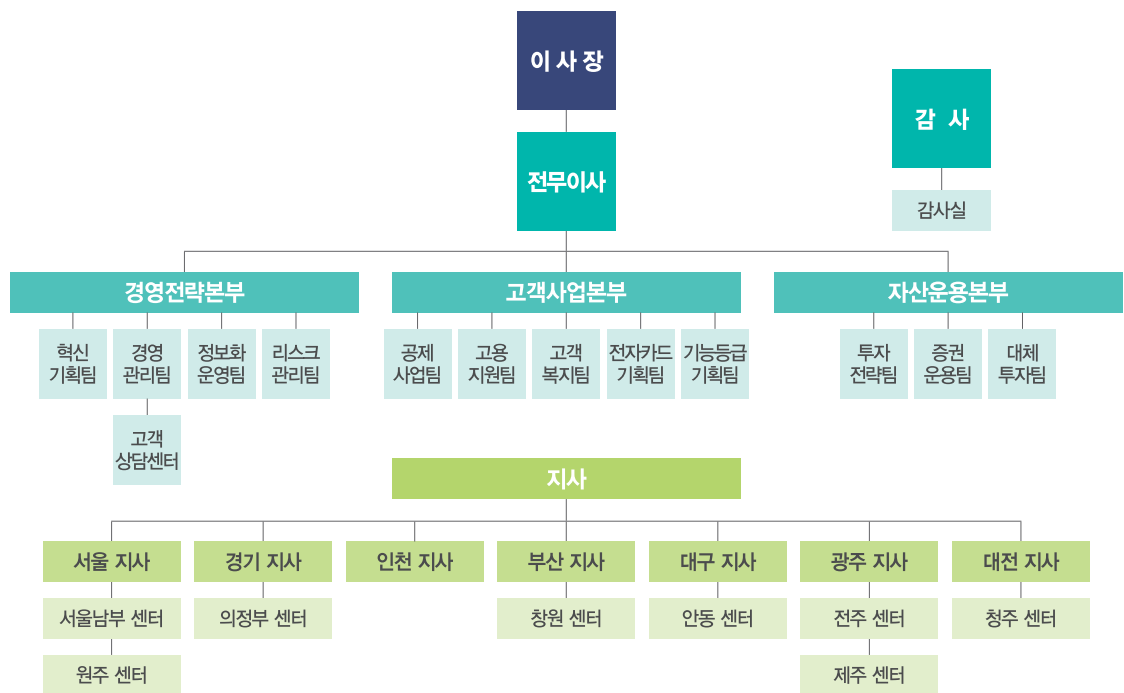 이 사 장
감 사
전무이사
감사실
경영전략본부
고객사업본부
자산운용본부
혁신
기획팀
경영
관리팀
정보화
운영팀
리스크
관리팀
공제
사업팀
고용
지원팀
고객
복지팀
전자카드
기획팀
기능등급
기획팀
투자
전략팀
증권
운용팀
대체
투자팀
고객
상담센터
지사
서울 지사
경기 지사
인천 지사
부산 지사
대구 지사
광주 지사
대전 지사
서울남부 센터
의정부 센터
창원 센터
안동 센터
전주 센터
청주 센터
원주 센터
제주 센터